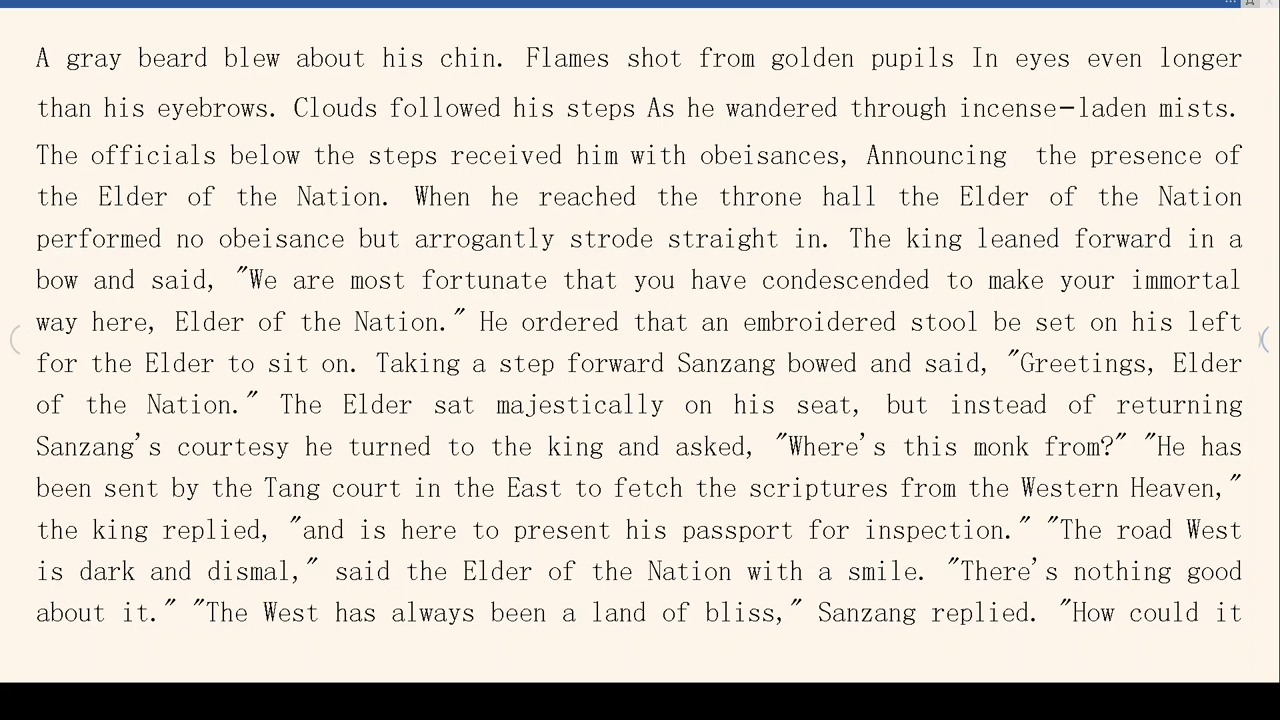 A gray beard blew about his chin. Flames shot from golden pupils In eyes even longer
than his eyebrows. Clouds followed his steps As he wandered through incense-laden mists.
The officials below the steps received him with obeisances, Announcing the presence of
the Elder of the Nation. When he reached the throne hall the Elder of the Nation
performed no obeisance but arrogantly strode straight in. The king leaned forward in a
bow and said, "We are most fortunate that you have condescended to make your immortal
way here, Elder of the Nation." He ordered that an embroidered stool be set on his left
for the Elder to sit on. Taking a step forward Sanzang bowed and said, "Greetings, Elder
of the Nation." The Elder sat majestically on his seat, but instead of returning
Sanzang's courtesy he turned to the king and asked, "Where's this monk from?" "He has
been sent by the Tang court in the East to fetch the scriptures from the Western Heaven,"
the king replied, "and is here to present his passport for inspection." "The road West
is dark and dismal," said the Elder of the Nation with a smile. "There's nothing good
about it." "The West has always been a land of bliss," Sanzang replied. "How could it